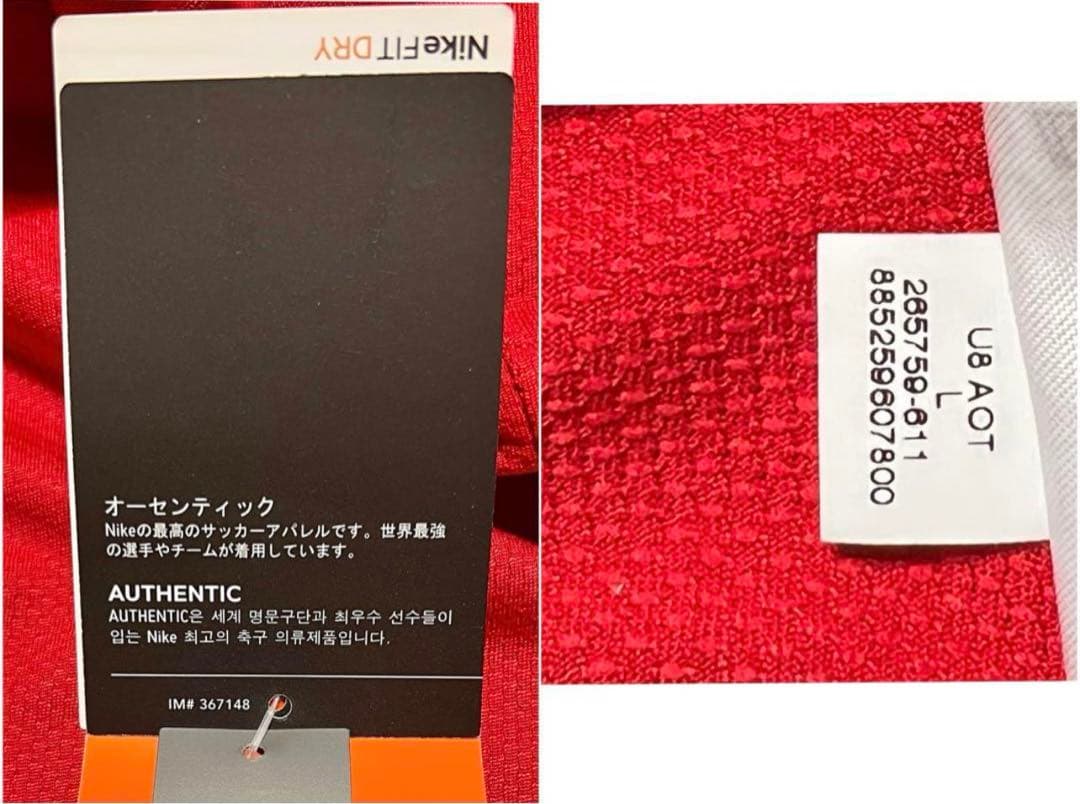 NikeFIT DRY
オーセンティック
Nikeの最高のサッカーアパレルです。世界最強
の選手やチームが着用しています。
AUTHENTIC
AUTHENTIC은 세계 명문구단과 최우수 선수들이
입는 Nike 최고의 축구 의류제품입니다.
IM# 367148
U8 AOT
L
265759-611
885259607800